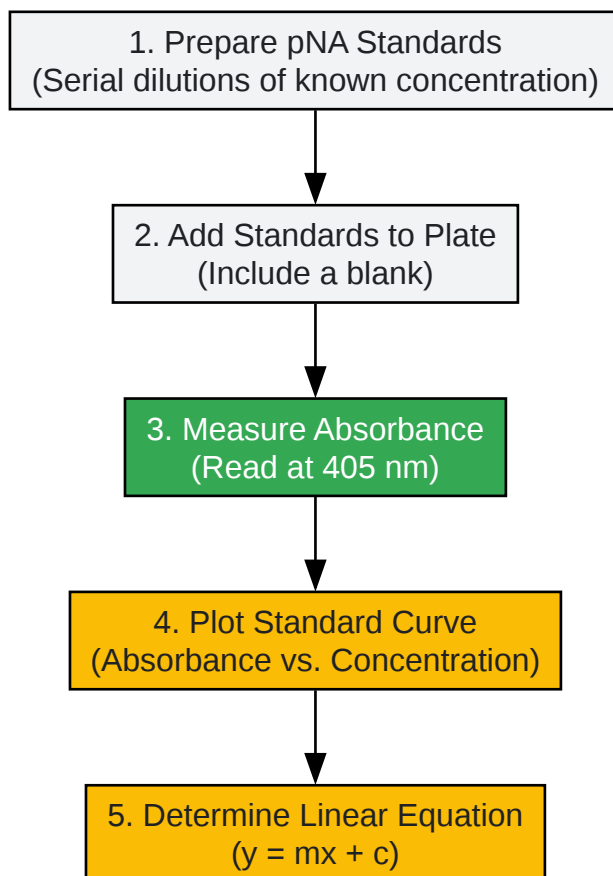 1. Prepare pNA Standards
(Serial dilutions of known concentration)
2. Add Standards to Plate
(Include a blank)
3. Measure Absorbance
(Read at 405 nm)
4. Plot Standard Curve
(Absorbance vs. Concentration)
5. Determine Linear Equation
(y = mx + c)